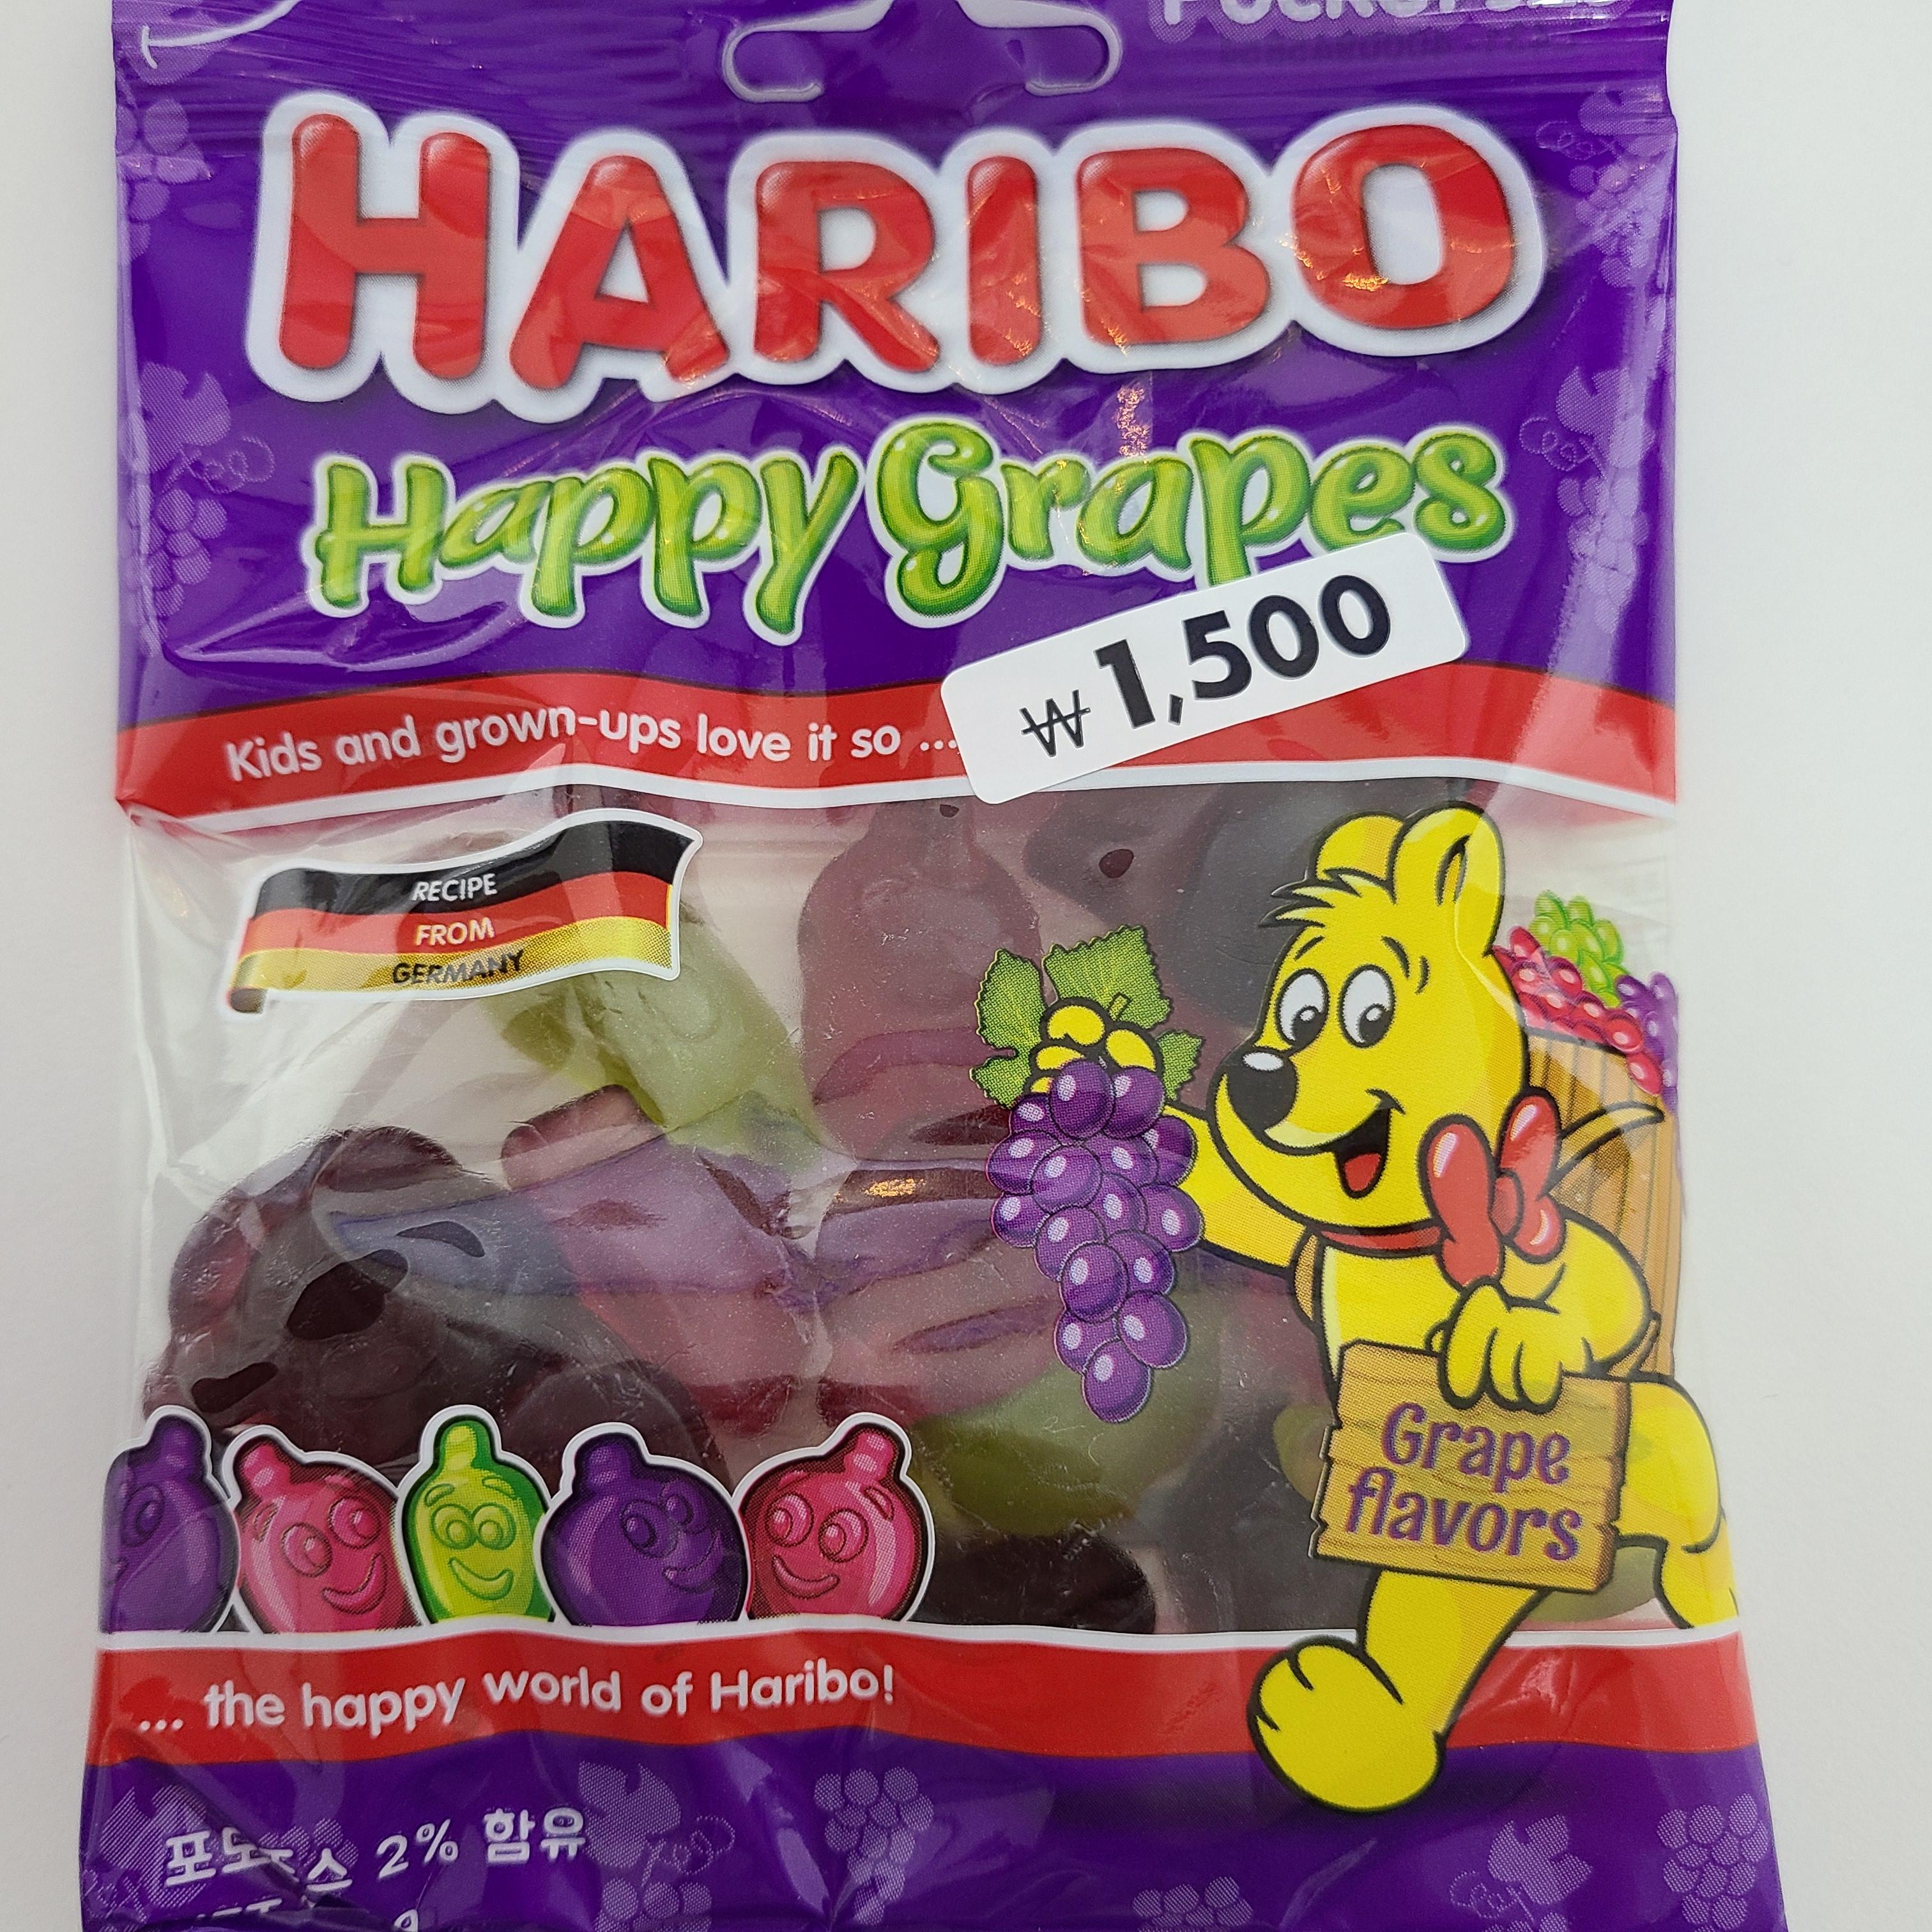 HARIBO
Happy Grapes
₩1,500
Kids and grown-ups love it so ...
RECIPE
FROM
GERMANY
Grape
flavors
... the happy world of Haribo!
2% 함유